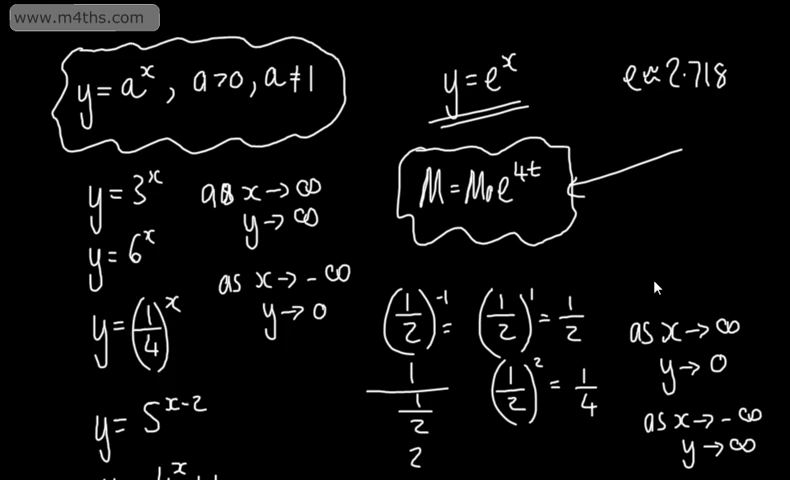 www.m4ths.com
y = a^x , a>0, a≠1
y = e^x
e≈2.718
M = M₀e^{4t}
y = 3^x
as x → ∞
y → ∞
y = 6^x
as x → -∞
y → 0
y = (1/4)^x
y = 5^{x-2}
(1/2)^{-1} =
1/(1/2)
2
(1/2)^1 = 1/2
(1/2)^2 = 1/4
as x → ∞
y → 0
as x → -∞
y → ∞